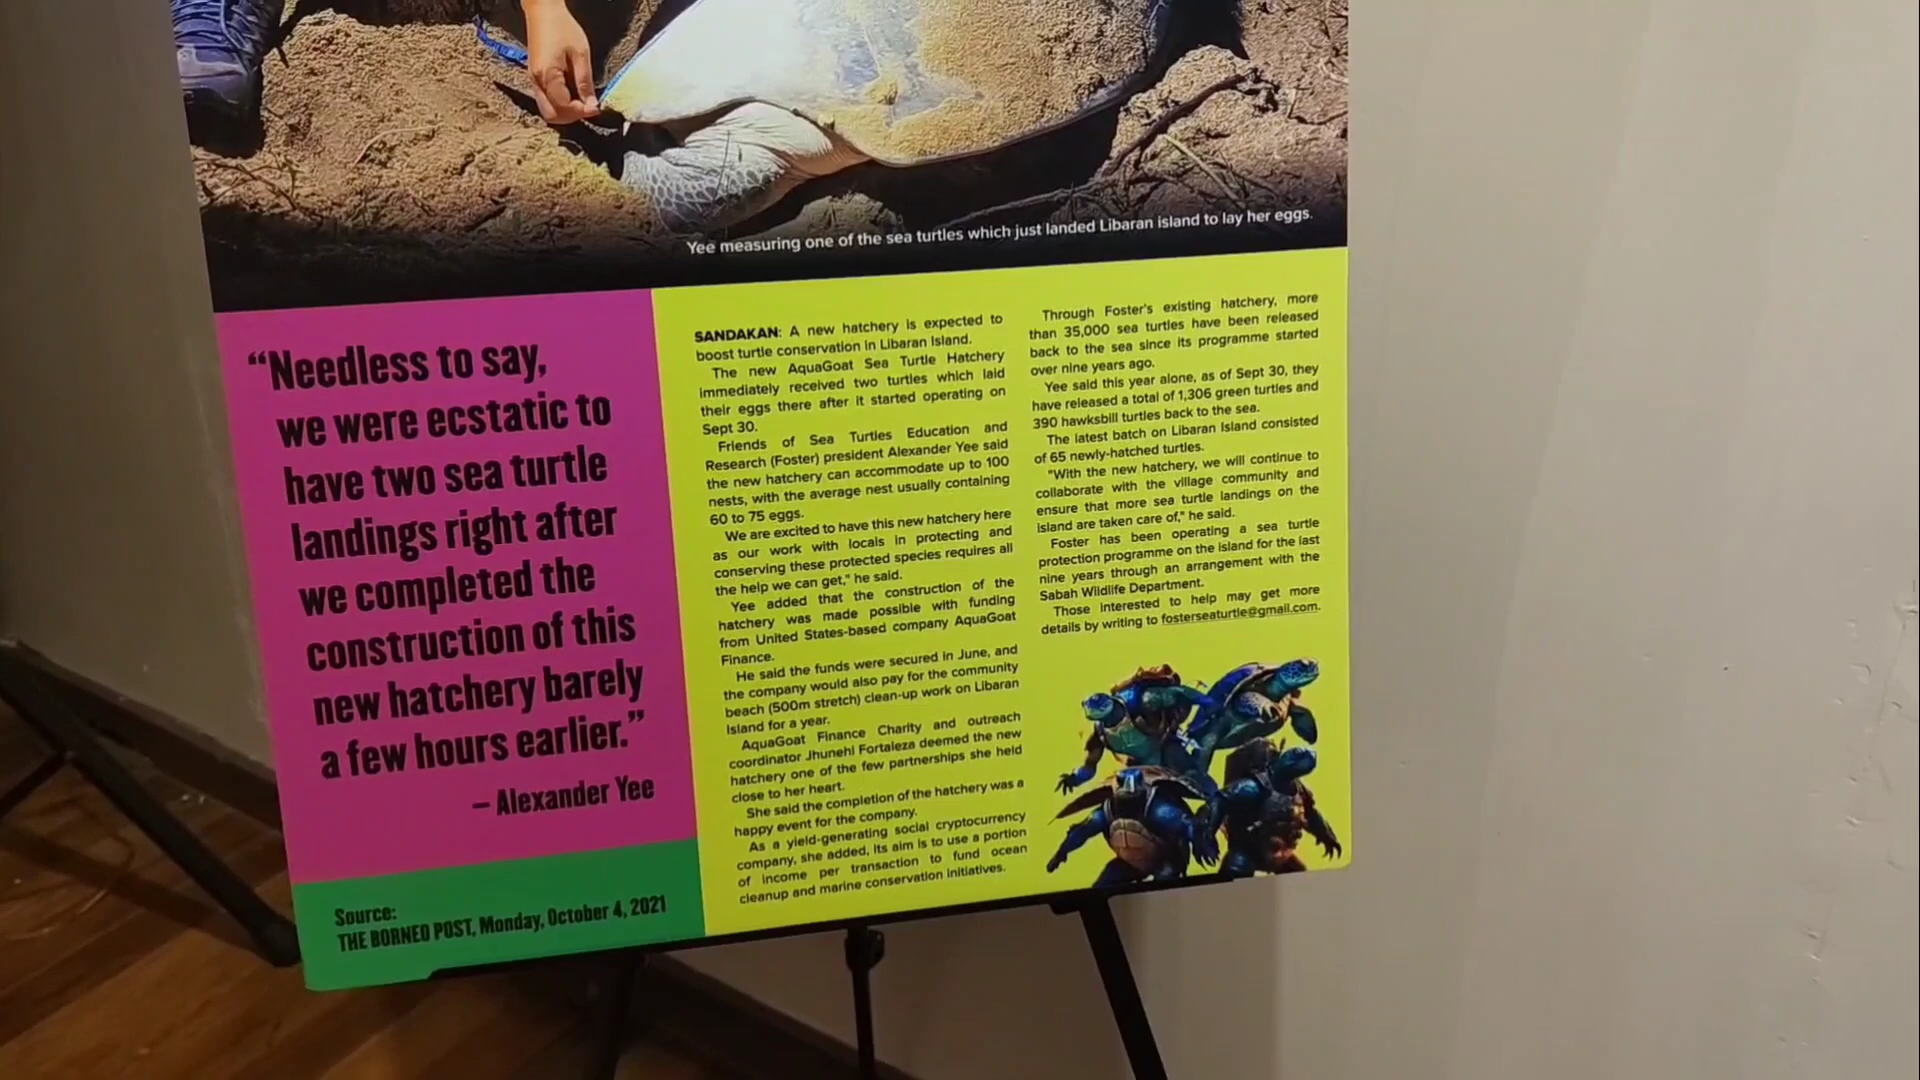 Yee measuring one of the sea turtles which just landed Libaran island to lay her eggs.
“Needless to say,
we were ecstatic to
have two sea turtle
landings right after
we completed the
construction of this
new hatchery barely
a few hours earlier.”
– Alexander Yee
Source:
THE BORNEO POST, Monday, October 4, 2021
SANDAKAN: A new hatchery is expected to
boost turtle conservation in Libaran Island.
The new AquaGoat Sea Turtle Hatchery
immediately received two turtles which laid
their eggs there after it started operating on
Sept 30.
Friends of Sea Turtles Education and
Research (Foster) president Alexander Yee said
the new hatchery can accommodate up to 100
nests, with the average nest usually containing
60 to 75 eggs.
We are excited to have this new hatchery here
as our work with locals in protecting and
conserving these protected species requires all
the help we can get," he said.
Yee added that the construction of the
hatchery was made possible with funding
from United States-based company AquaGoat
Finance.
He said the funds were secured in June, and
the company would also pay for the community
beach (500m stretch) clean-up work on Libaran
Island for a year.
AquaGoat Finance Charity and outreach
coordinator Jhunehl Fortaleza deemed the new
hatchery one of the few partnerships she held
close to her heart.
She said the completion of the hatchery was a
happy event for the company.
As a yield-generating social cryptocurrency
company, she added, its aim is to use a portion
of income per transaction to fund ocean
cleanup and marine conservation initiatives.
Through Foster's existing hatchery, more
than 35,000 sea turtles have been released
back to the sea since its programme started
over nine years ago.
Yee said this year alone, as of Sept 30, they
have released a total of 1,306 green turtles and
390 hawksbill turtles back to the sea.
The latest batch on Libaran Island consisted
of 65 newly-hatched turtles.
"With the new hatchery, we will continue to
collaborate with the village community and
ensure that more sea turtle landings on the
island are taken care of," he said.
Foster has been operating a sea turtle
protection programme on the island for the last
nine years through an arrangement with the
Sabah Wildlife Department.
Those interested to help may get more
details by writing to fosterseaturtle@gmail.com.